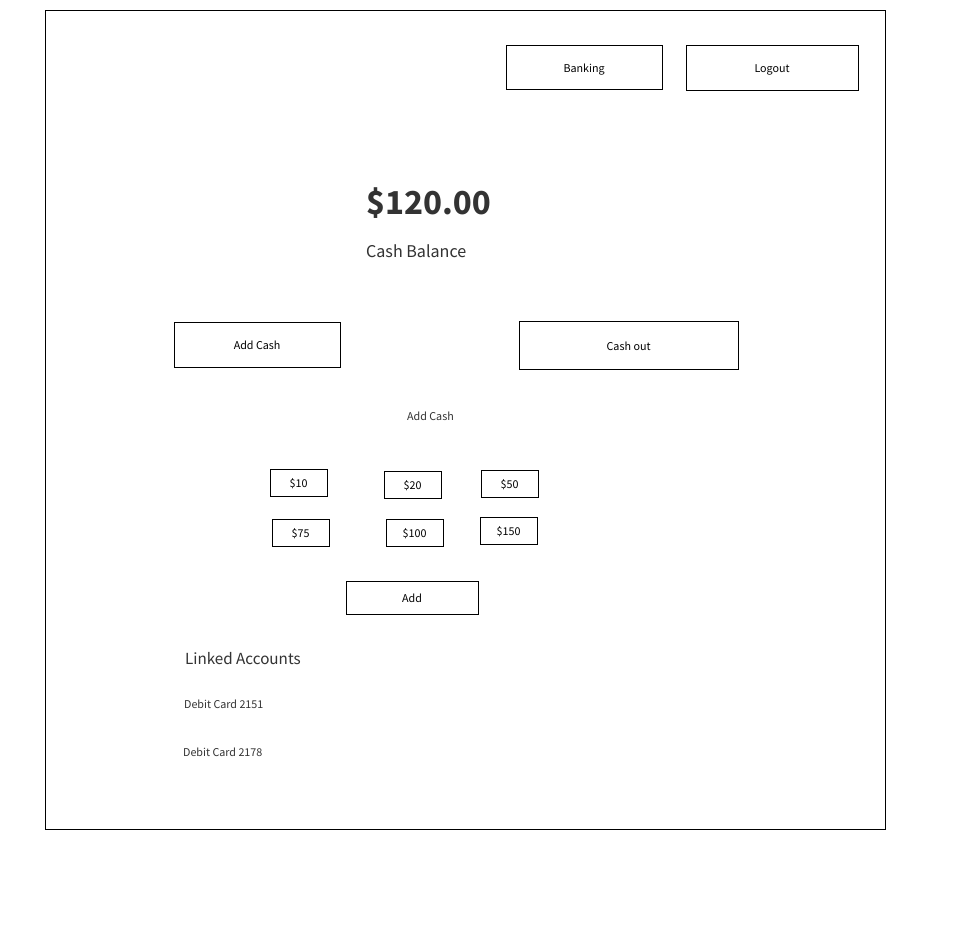 Banking
Logout
$120.00
Cash Balance
Add Cash
Cash out
Add Cash
$10
$20
$50
$75
$100
$150
Add
Linked Accounts
Debit Card 2151
Debit Card 2178